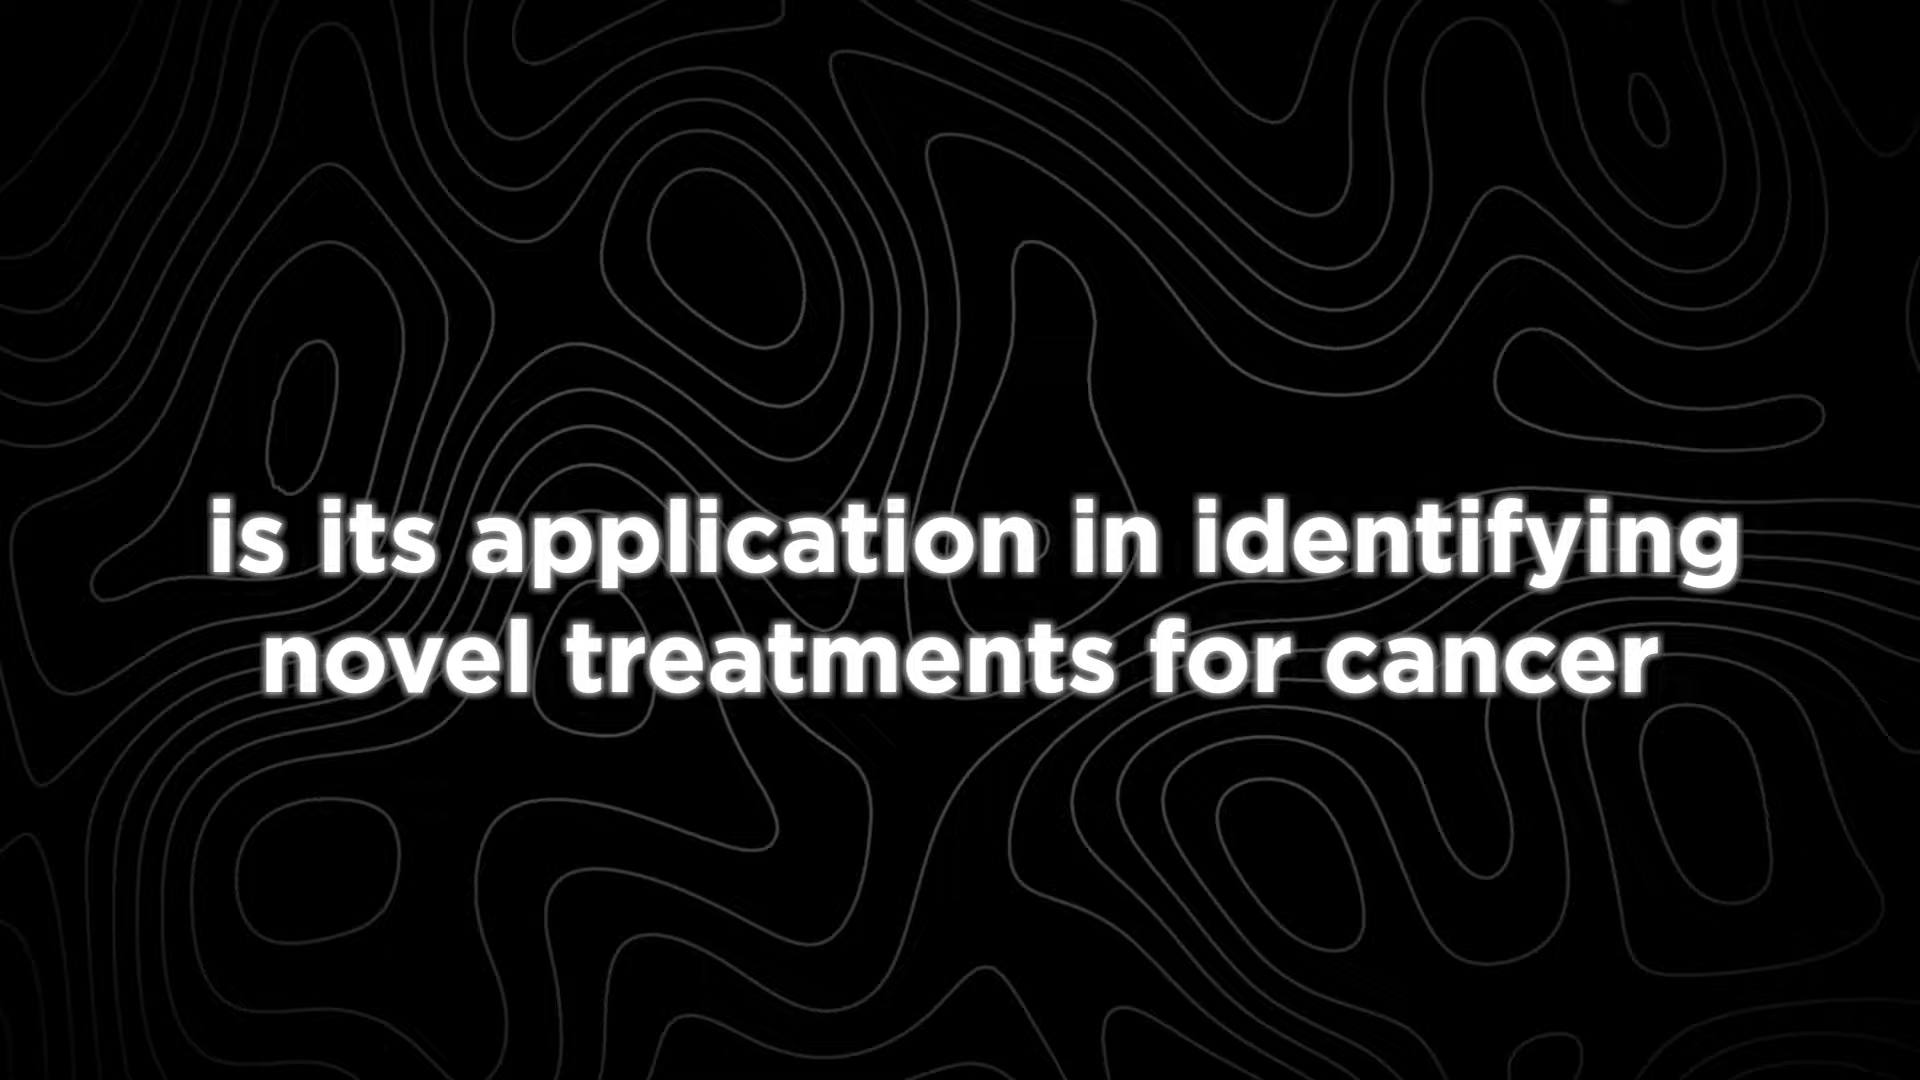 is its application in identifying
novel treatments for cancer